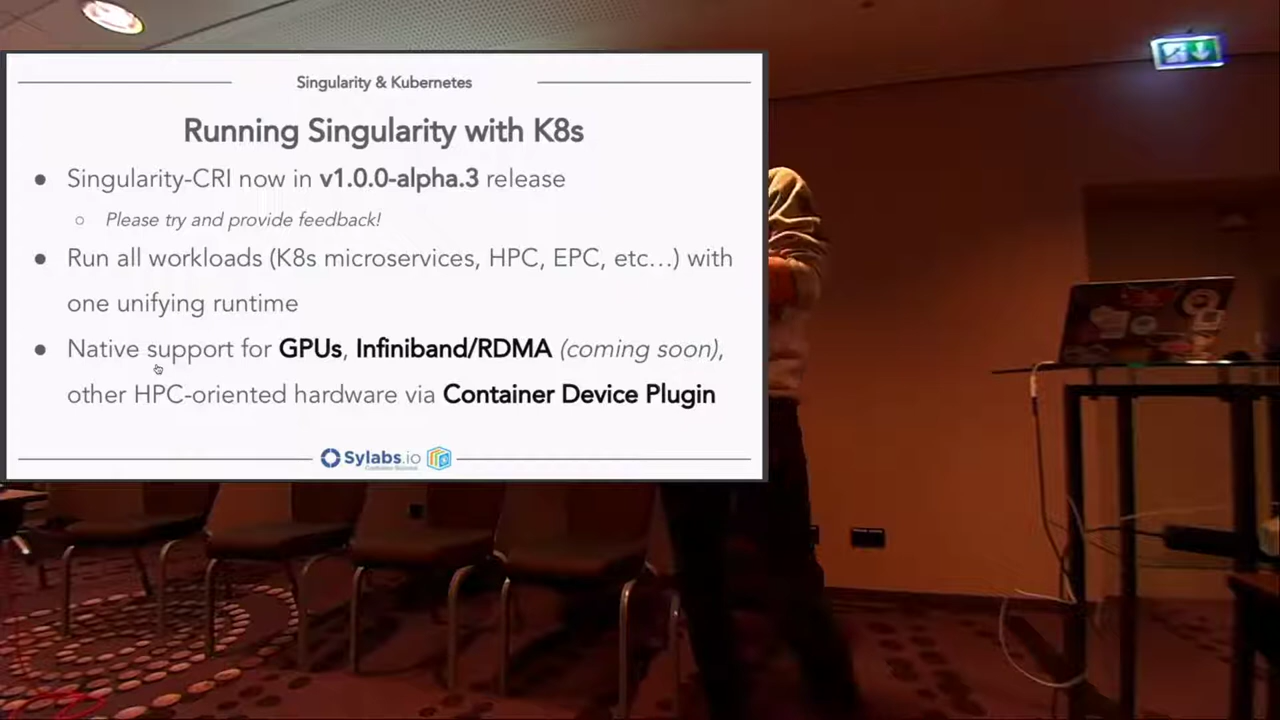 Singularity & Kubernetes
Running Singularity with K8s
● Singularity-CRI now in v1.0.0-alpha.3 release
○ Please try and provide feedback!
● Run all workloads (K8s microservices, HPC, EPC, etc…) with
one unifying runtime
● Native support for GPUs, Infiniband/RDMA (coming soon),
other HPC-oriented hardware via Container Device Plugin
Sylabs.io